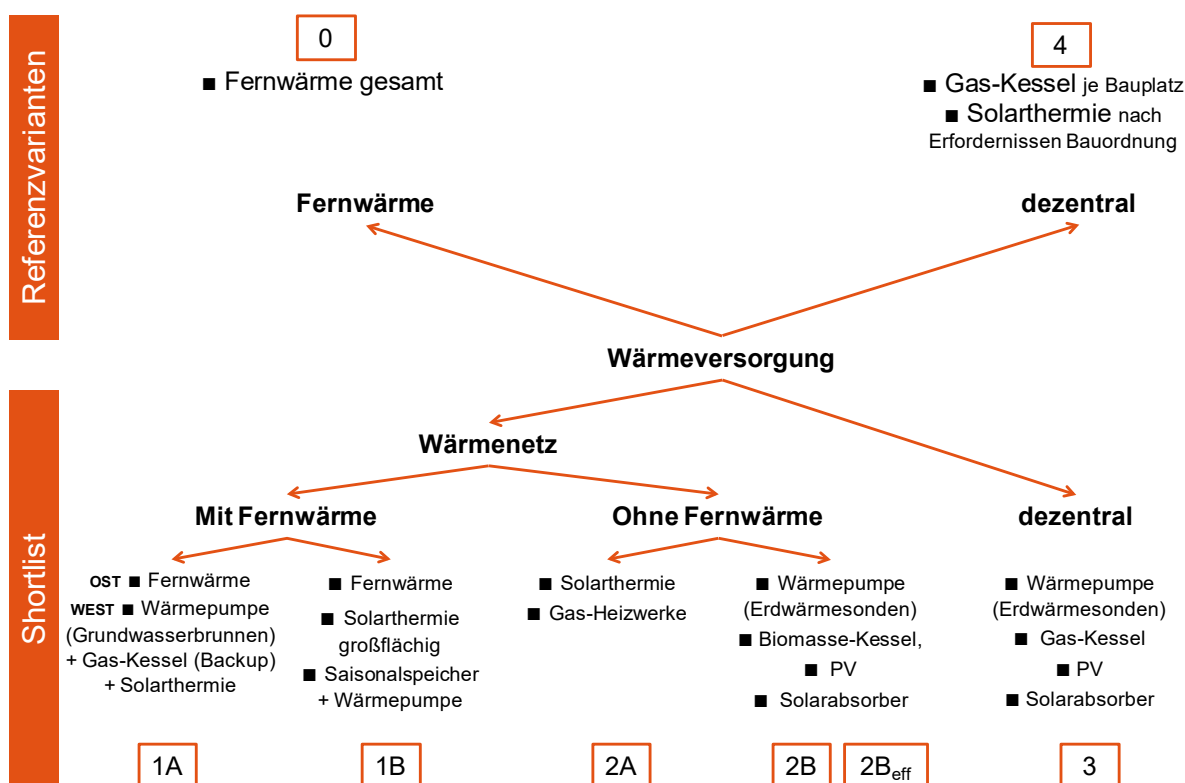 Referenzvarianten
0
■ Fernwärme gesamt
4
■ Gas-Kessel je Bauplatz
■ Solarthermie nach
Erfordernissen Bauordnung
Fernwärme
dezentral
Wärmeversorgung
Shortlist
Wärmenetz
Mit Fernwärme
Ohne Fernwärme
dezentral
OST ■ Fernwärme
WEST ■ Wärmepumpe
(Grundwasserbrunnen)
+ Gas-Kessel (Backup)
+ Solarthermie
■ Fernwärme
■ Solarthermie
großflächig
■ Saisonalspeicher
+ Wärmepumpe
■ Solarthermie
■ Gas-Heizwerke
■ Wärmepumpe
(Erdwärmesonden)
■ Biomasse-Kessel,
■ PV
■ Solarabsorber
■ Wärmepumpe
(Erdwärmesonden)
■ Gas-Kessel
■ PV
■ Solarabsorber
1A
1B
2A
2B
2Beff
3